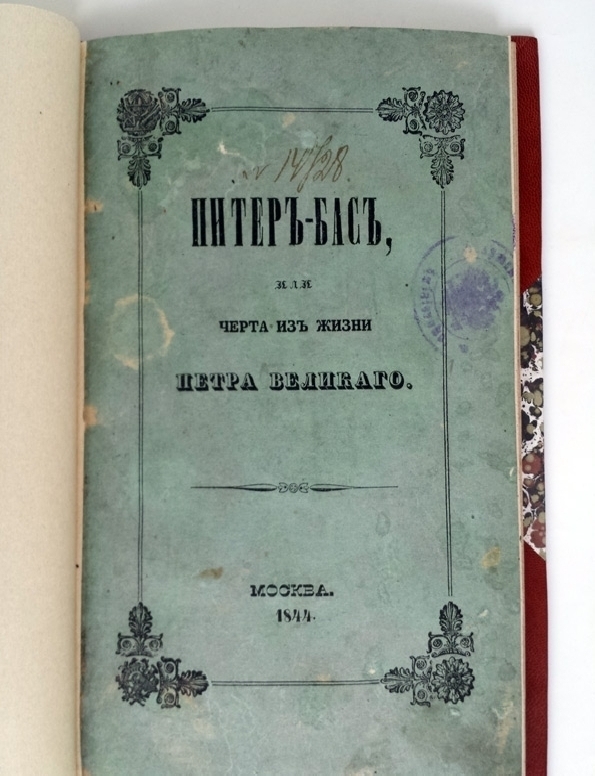 № 14/28.
ПИТЕРЪ-БАСЪ,
ИЛИ
ЧЕРТА ИЗЪ ЖИЗНИ
ПЕТРА ВЕЛИКАГО.
МОСКВА.
1844.